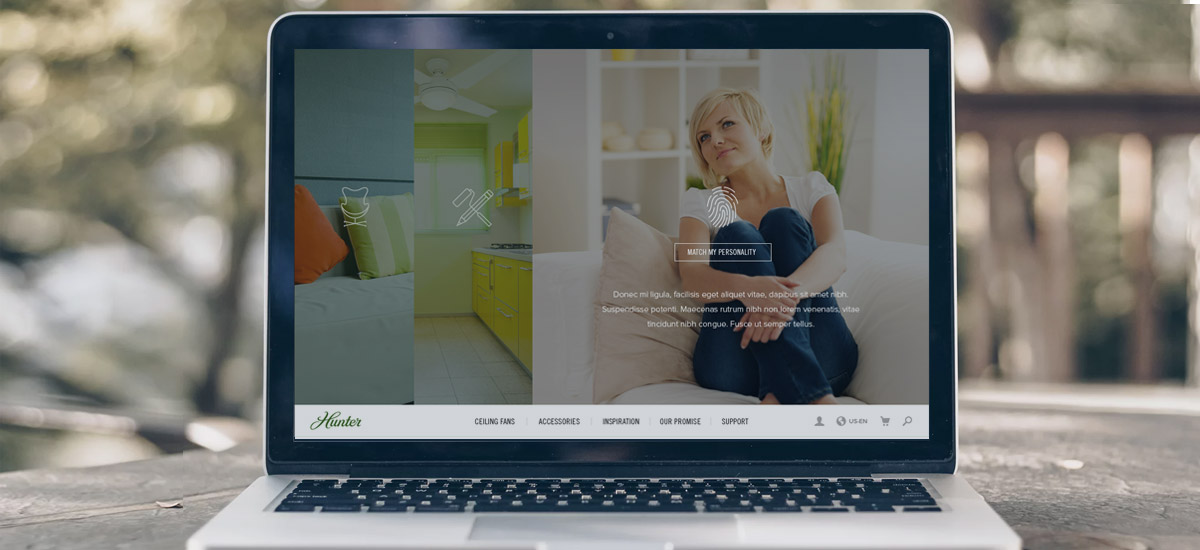 MATCH MY PERSONALITY
Donec mi ligula, facilisis eget aliquet vitae, dapibus sit amet nibh.
Suspendisse potenti. Maecenas rutrum nibh non lorem venenatis, vitae
tincidunt nibh congue. Fusce ut semper tellus.
Hunter CEILING FANS ACCESSORIES INSPIRATION OUR PROMISE SUPPORT US-EN